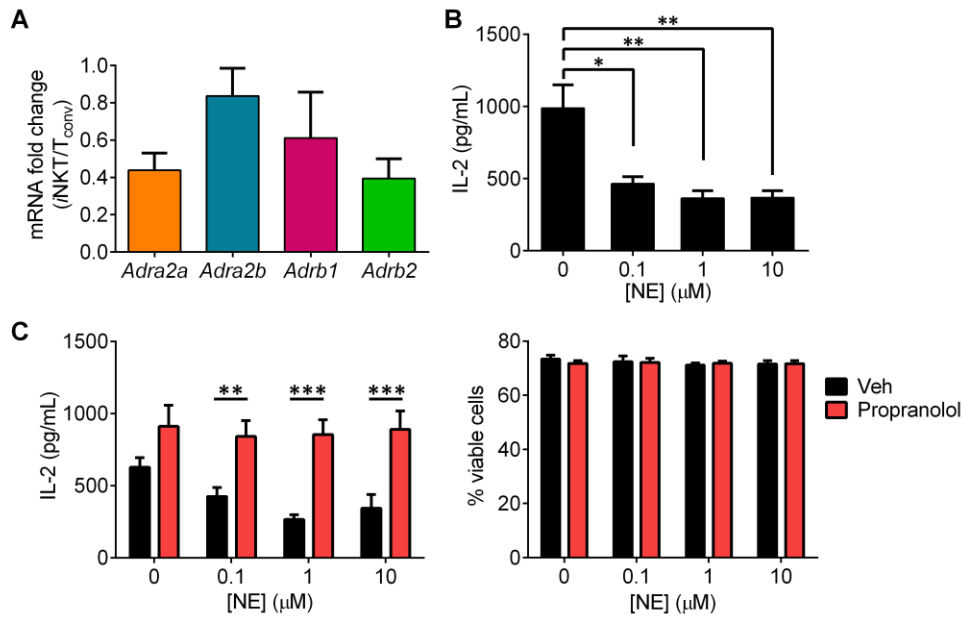 A
mRNA fold change
(iNKT/Tconv)
1.0
0.8
0.6
0.4
0.2
0.0
Adra2a Adra2b Adrb1 Adrb2
B
IL-2 (pg/mL)
1500
1000
500
0
**
**
*
0 0.1 1 10
[NE] (μM)
C
IL-2 (pg/mL)
1500
1000
500
0
** *** ***
0 0.1 1 10
[NE] (μM)
% viable cells
80
60
40
20
0
0 0.1 1 10
[NE] (μM)
Veh
Propranolol